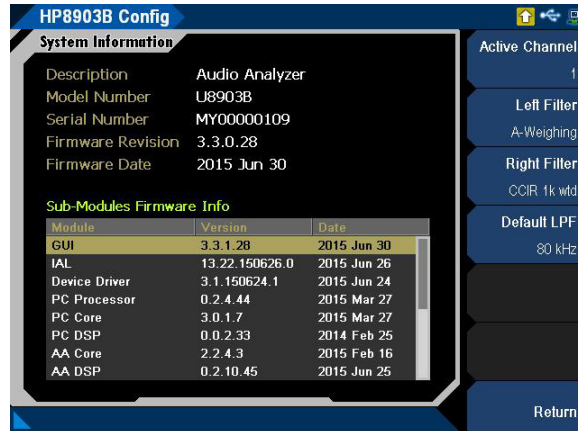 HP8903B Config
System Information
Description Audio Analyzer
Model Number U8903B
Serial Number MY00000109
Firmware Revision 3.3.0.28
Firmware Date 2015 Jun 30
Sub-Modules Firmware Info
Module Version Date
GUI 3.3.1.28 2015 Jun 30
IAL 13.22.150626.0 2015 Jun 26
Device Driver 3.1.150624.1 2015 Jun 24
PC Processor 0.2.4.44 2015 Mar 27
PC Core 3.0.1.7 2015 Mar 27
PC DSP 0.0.2.33 2014 Feb 25
AA Core 2.2.4.3 2015 Feb 16
AA DSP 0.2.10.45 2015 Jun 25
Active Channel
1
Left Filter
A-Weighing
Right Filter
CCIR 1k wtd
Default LPF
80 kHz
Return